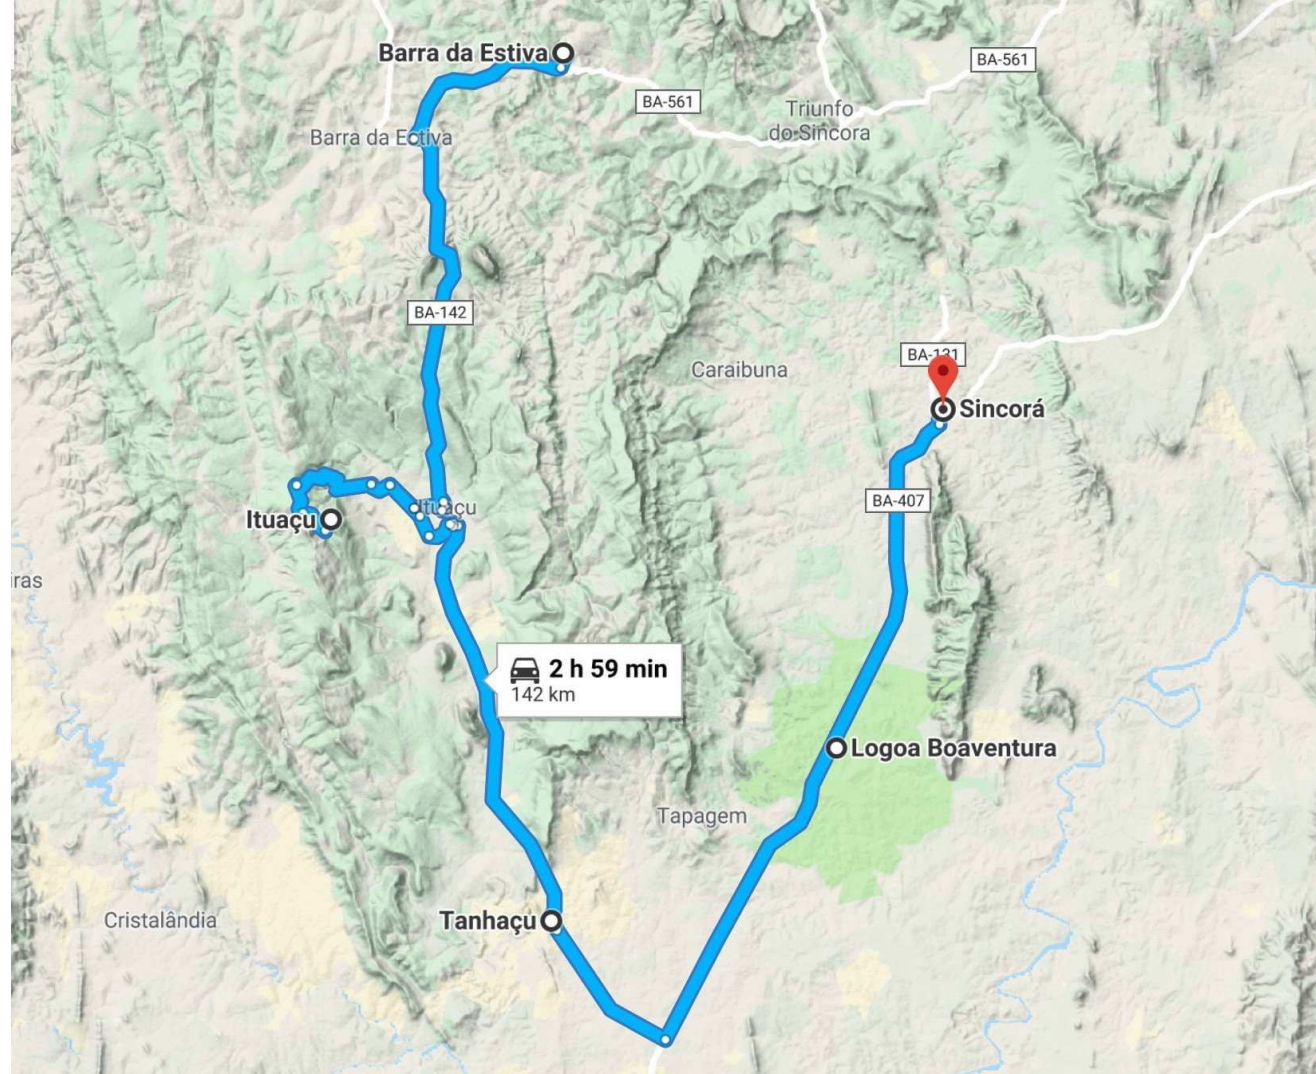 Barra da Estiva
BA-561
BA-561
Triunfo
do Sincora
Barra da Estiva
BA-142
BA-131
Caraibuna
Sincorá
BA-407
Ituaçu
Ituaçu
iras
2 h 59 min
142 km
Logoa Boaventura
Tapagem
Tanhaçu
Cristalândia